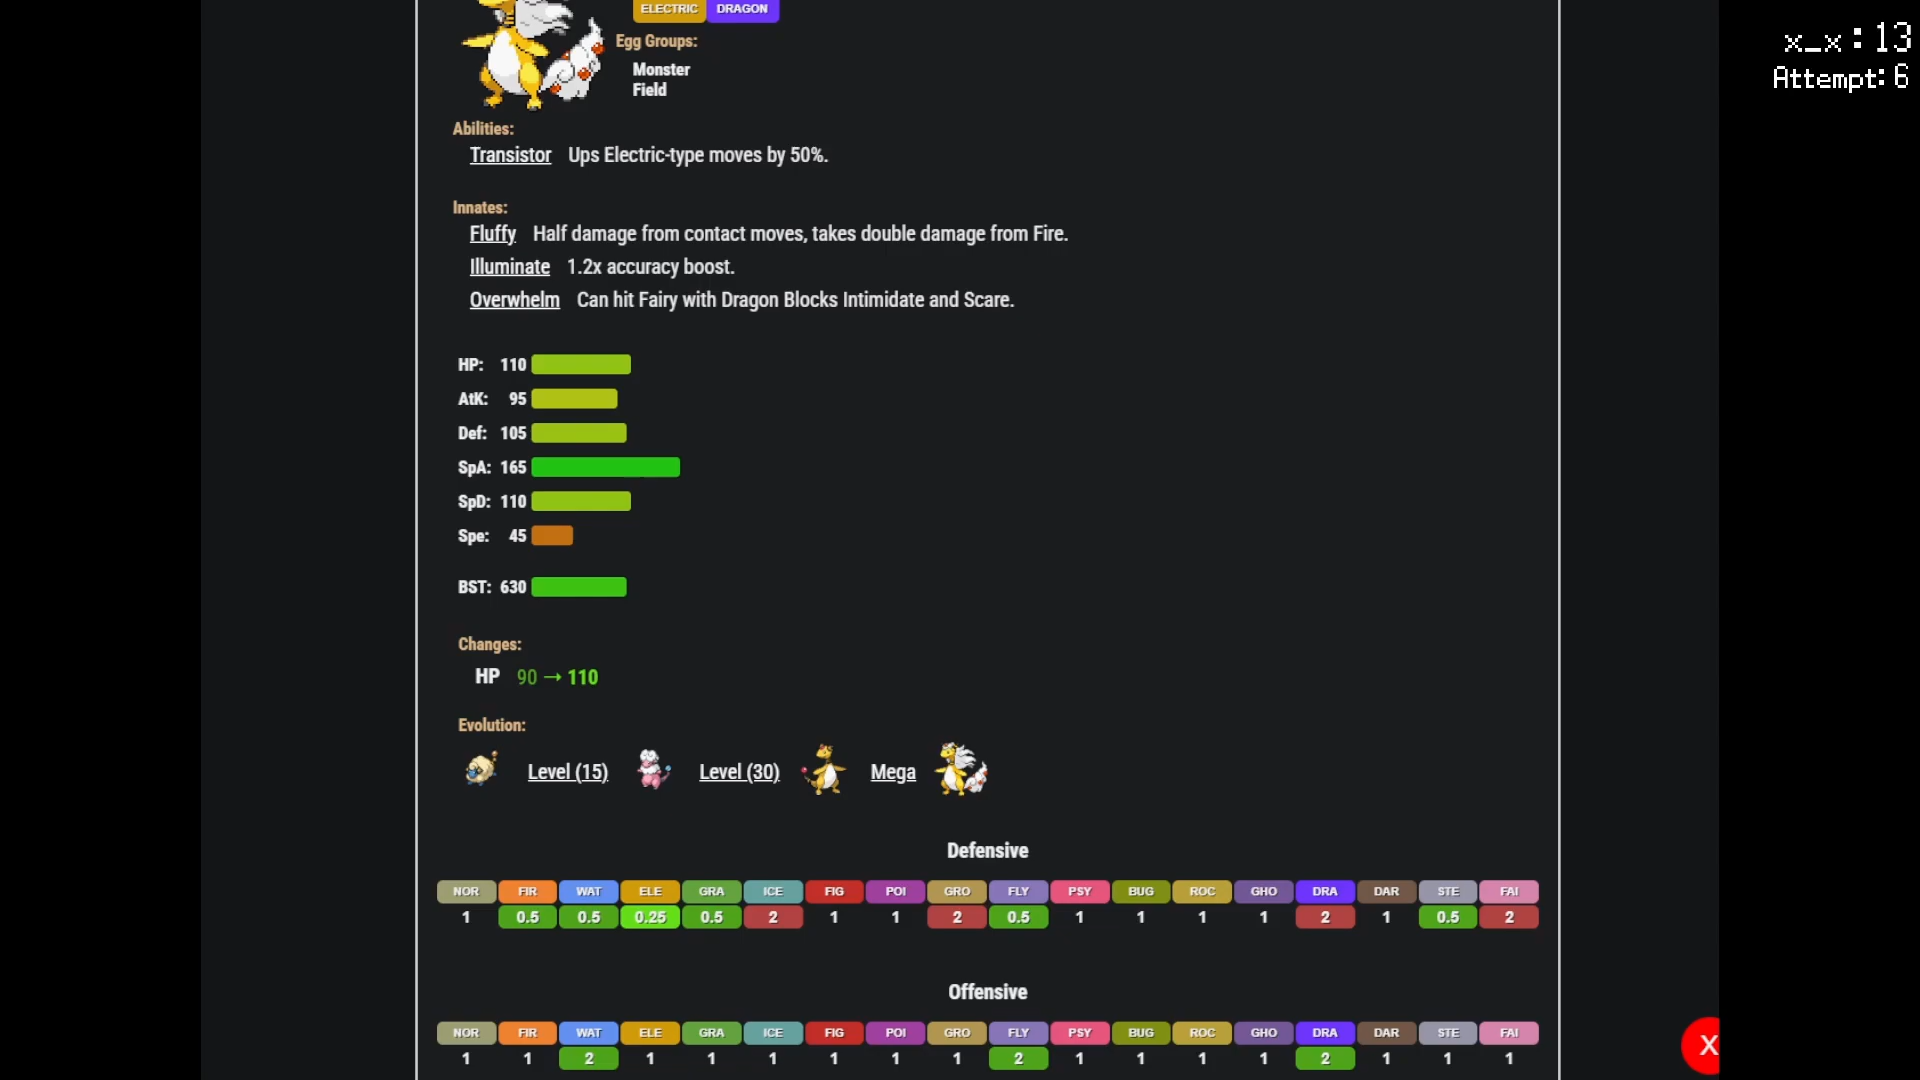 ELECTRIC DRAGON
x_x:13
Attempt: 6
Egg Groups:
Monster
Field
Abilities:
Transistor Ups Electric-type moves by 50%.
Innates:
Fluffy Half damage from contact moves, takes double damage from Fire.
Illuminate 1.2x accuracy boost.
Overwhelm Can hit Fairy with Dragon Blocks Intimidate and Scare.
HP: 110
AtK: 95
Def: 105
SpA: 165
SpD: 110
Spe: 45
BST: 630
Changes:
HP 90 → 110
Evolution:
Level (15) Level (30) Mega
Defensive
NOR FIR WAT ELE GRA ICE FIG POI GRO FLY PSY BUG ROC GHO DRA DAR STE FAI
1 0.5 0.5 0.25 0.5 2 1 1 2 0.5 1 1 1 1 2 1 0.5 2
Offensive
NOR FIR WAT ELE GRA ICE FIG POI GRO FLY PSY BUG ROC GHO DRA DAR STE FAI
1 1 2 1 1 1 1 1 1 2 1 1 1 1 2 1 1 1
X